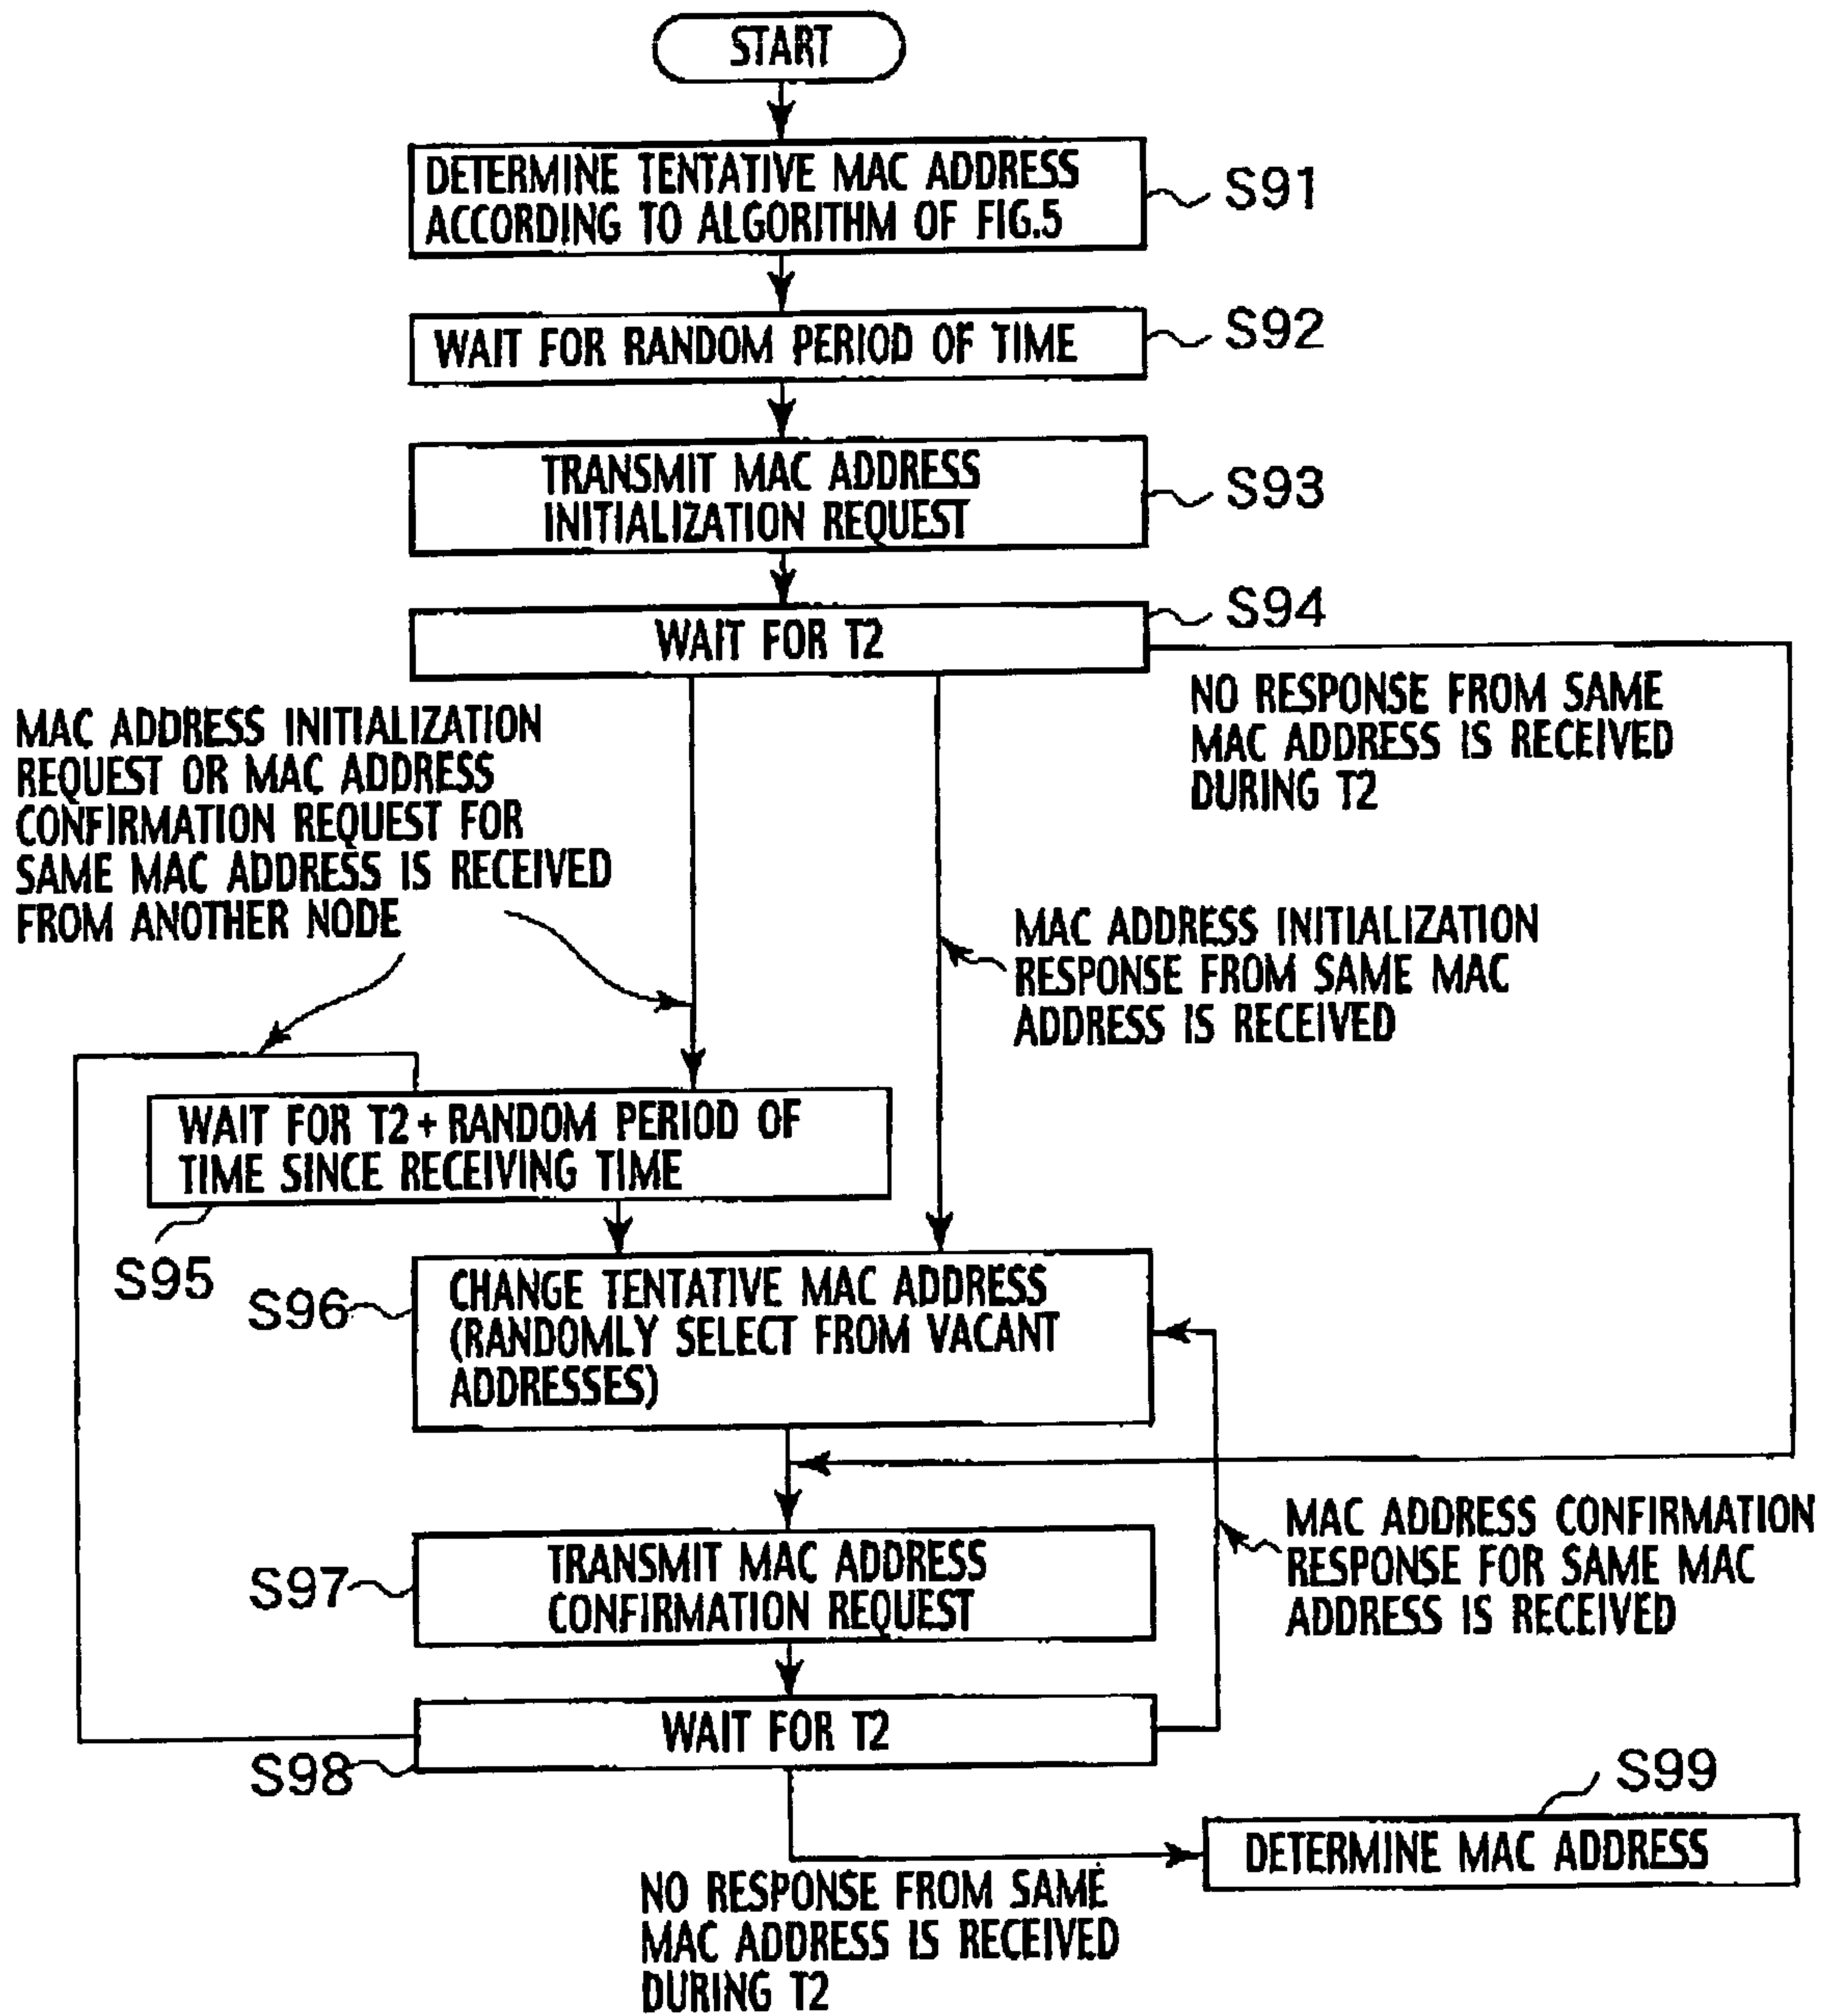 START
DETERMINE TENTATIVE MAC ADDRESS
ACCORDING TO ALGORITHM OF FIG.5
S91
WAIT FOR RANDOM PERIOD OF TIME
S92
TRANSMIT MAC ADDRESS
INITIALIZATION REQUEST
S93
WAIT FOR T2
S94
NO RESPONSE FROM SAME
MAC ADDRESS IS RECEIVED
DURING T2
MAC ADDRESS INITIALIZATION
REQUEST OR MAC ADDRESS
CONFIRMATION REQUEST FOR
SAME MAC ADDRESS IS RECEIVED
FROM ANOTHER NODE
MAC ADDRESS INITIALIZATION
RESPONSE FROM SAME MAC
ADDRESS IS RECEIVED
WAIT FOR T2+RANDOM PERIOD OF
TIME SINCE RECEIVING TIME
S95
S96
CHANGE TENTATIVE MAC ADDRESS
(RANDOMLY SELECT FROM VACANT
ADDRESSES)
MAC ADDRESS CONFIRMATION
RESPONSE FOR SAME MAC
ADDRESS IS RECEIVED
S97
TRANSMIT MAC ADDRESS
CONFIRMATION REQUEST
WAIT FOR T2
S98
S99
DETERMINE MAC ADDRESS
NO RESPONSE FROM SAME
MAC ADDRESS IS RECEIVED
DURING T2